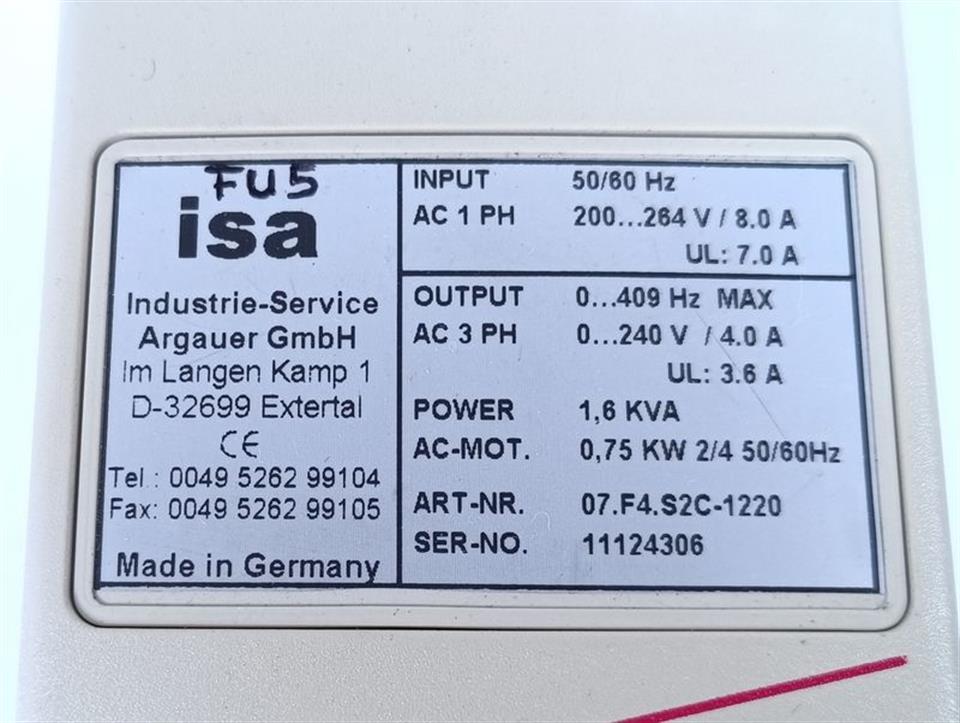 FU5
isa
Industrie-Service
Argauer GmbH
Im Langen Kamp 1
D-32699 Extertal
CE
Tel.: 0049 5262 99104
Fax: 0049 5262 99105
Made in Germany
INPUT 50/60 Hz
AC 1 PH 200...264 V / 8.0 A
UL: 7.0 A
OUTPUT 0...409 Hz MAX
AC 3 PH 0...240 V / 4.0 A
UL: 3.6 A
POWER 1,6 KVA
AC-MOT. 0,75 KW 2/4 50/60Hz
ART-NR. 07.F4.S2C-1220
SER-NO. 11124306